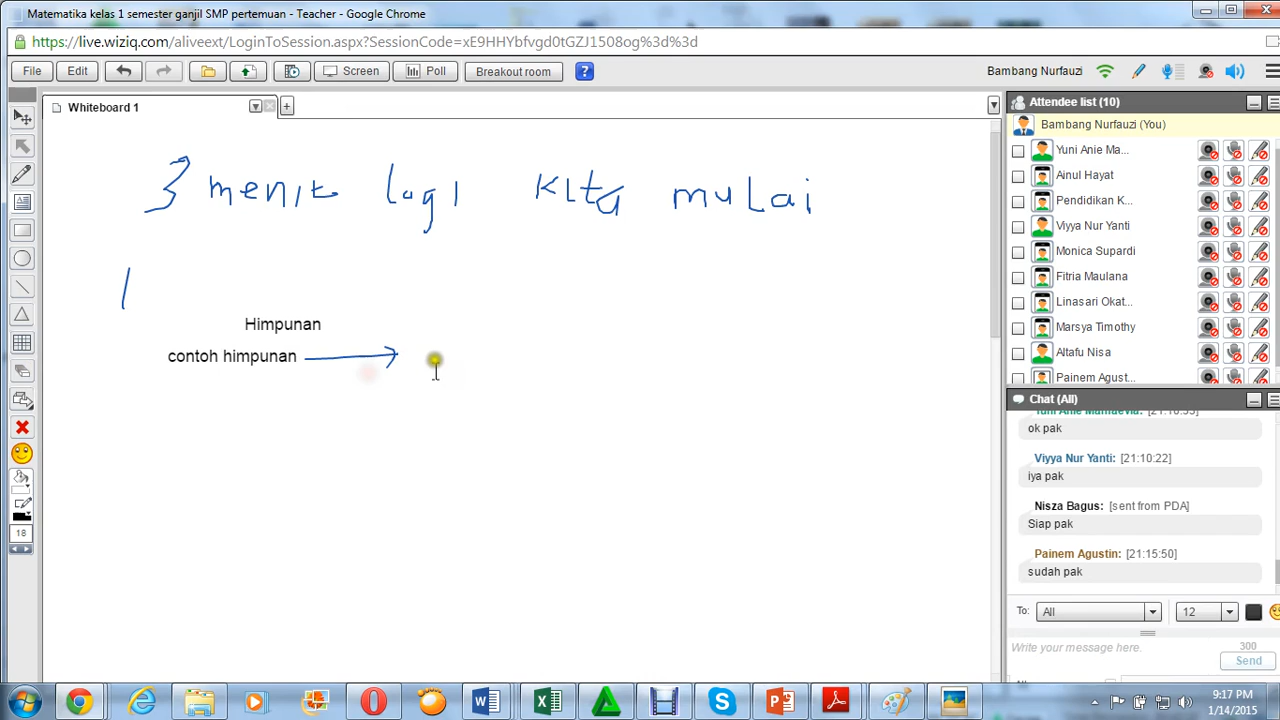 Matematika kelas 1 semester ganjil SMP pertemuan - Teacher - Google Chrome
https://live.wiziq.com/aliveext/LoginToSession.aspx?SessionCode=xE9HHYbfvgd0tGZJ1508og%3d%3d
File Edit Screen Poll Breakout room ? Bambang Nurfauzi
Whiteboard 1 +
3 menit lagi kita mulai
1
Himpunan
contoh himpunan
18
Attendee list (10)
Bambang Nurfauzi (You)
Yuni Anie Ma...
Ainul Hayat
Pendidikan K...
Viyya Nur Yanti
Monica Supardi
Fitria Maulana
Linasari Okat...
Marsya Timothy
Altafu Nisa
Painem Agust...
Chat (All)
ok pak
Viyya Nur Yanti: [21:10:22]
iya pak
Nisza Bagus: [sent from PDA]
Siap pak
Painem Agustin: [21:15:50]
sudah pak
To: All 12
Write your message here. 300
Send
9:17 PM
1/14/2015